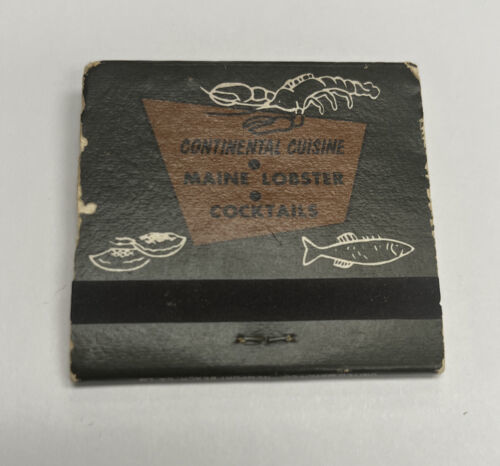 CONTINENTAL CUISINE
•
MAINE LOBSTER
•
COCKTAILS